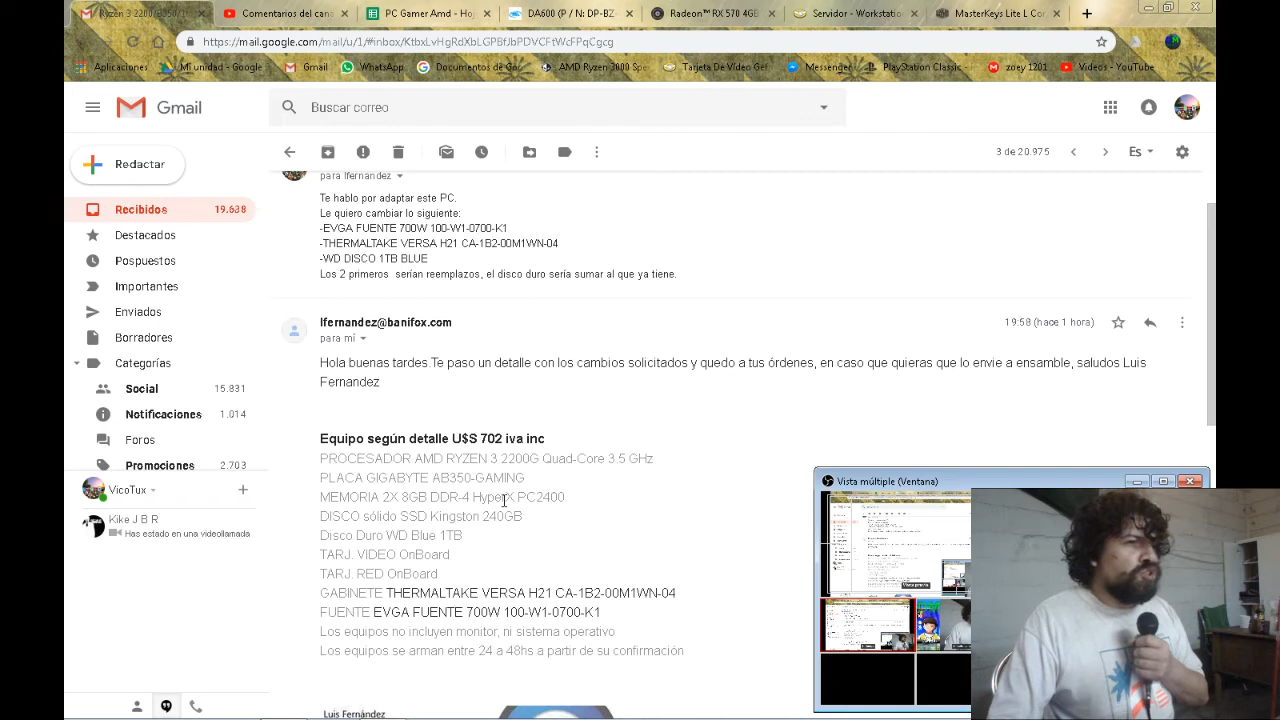 Ryzen 3 2200/B350/1
Comentarios del cana
PC Gamer Amd - Ho
DA600 (P / N: DP-BZ
Radeon™ RX 570 4GB
Servidor - Workstatio
MasterKeys Lite L Co
https://mail.google.com/mail/u/1/#inbox/KtbxLvHgRdXbLGPBfJbPDVCFtWcFPqCgcg
Aplicaciones
Mi unidad - Google
Gmail
WhatsApp
Documentos de Go
AMD Ryzen 3000 Spe
Tarjeta De Video Gef
Messenger
PlayStation Classic -
zoey 1201
Videos - YouTube
Gmail
Buscar correo
Redactar
3 de 20.975
Es
Recibidos 19.638
Destacados
Pospuestos
Importantes
Enviados
Borradores
Categorías
Social 15.831
Notificaciones 1.014
Foros
Promociones 2.703
VicoTux
Kike J B R
Has estado en una videollamada
para lfernandez
Te hablo por adaptar este PC.
Le quiero cambiar lo siguiente:
-EVGA FUENTE 700W 100-W1-0700-K1
-THERMALTAKE VERSA H21 CA-1B2-00M1WN-04
-WD DISCO 1TB BLUE
Los 2 primeros serían reemplazos, el disco duro sería sumar al que ya tiene.
lfernandez@banifox.com
19:58 (hace 1 hora)
para mí
Hola buenas tardes.Te paso un detalle con los cambios solicitados y quedo a tus órdenes, en caso que quieras que lo envie a ensamble, saludos Luis
Fernandez
Equipo según detalle U$S 702 iva inc
PROCESADOR AMD RYZEN 3 2200G Quad-Core 3.5 GHz
PLACA GIGABYTE AB350-GAMING
MEMORIA 2X 8GB DDR-4 HyperX PC2400
DISCO sólido SSD Kingston 240GB
Disco Duro WD Blue 1TB
TARJ. VIDEO OnBoard
TARJ. RED OnBoard
GABINETE THERMALTAKE VERSA H21 CA-1B2-00M1WN-04
FUENTE EVGA FUENTE 700W 100-W1-0700-K1
Los equipos no incluyen monitor, ni sistema operativo
Los equipos se arman entre 24 a 48hs a partir de su confirmación
Luis Fernández
Vista múltiple (Ventana)